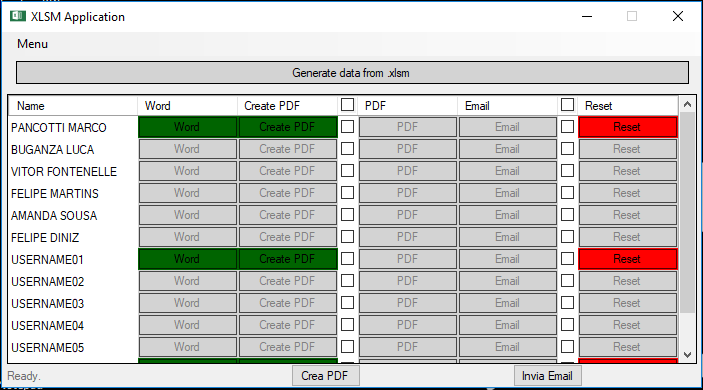 XLSM Application
Menu
Generate data from .xlsm
Name Word Create PDF PDF Email Reset
PANCOTTI MARCO Word Create PDF PDF Email Reset
BUGANZA LUCA Word Create PDF PDF Email Reset
VITOR FONTENELLE Word Create PDF PDF Email Reset
FELIPE MARTINS Word Create PDF PDF Email Reset
AMANDA SOUSA Word Create PDF PDF Email Reset
FELIPE DINIZ Word Create PDF PDF Email Reset
USERNAME01 Word Create PDF PDF Email Reset
USERNAME02 Word Create PDF PDF Email Reset
USERNAME03 Word Create PDF PDF Email Reset
USERNAME04 Word Create PDF PDF Email Reset
USERNAME05 Word Create PDF PDF Email Reset
Ready. Crea PDF Invia Email